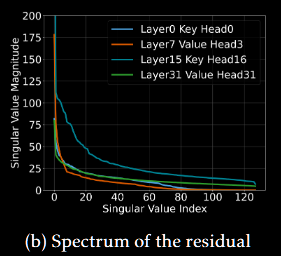 200
175
150
125
100
75
50
25
0
Singular Value Magnitude
Layer0 Key Head0
Layer7 Value Head3
Layer15 Key Head16
Layer31 Value Head31
0 20 40 60 80 100 120
Singular Value Index
(b) Spectrum of the residual